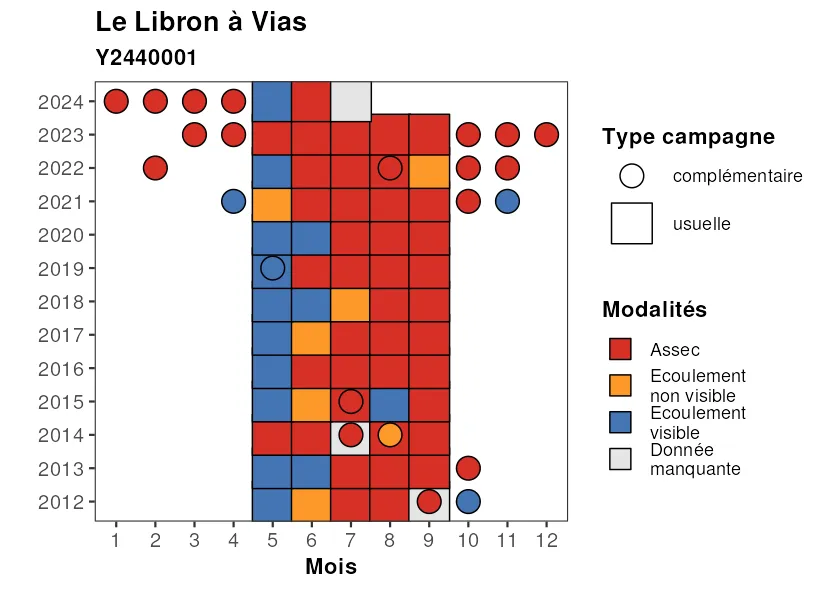 Le Libron à Vias
Y2440001
2024
2023
2022
2021
2020
2019
2018
2017
2016
2015
2014
2013
2012
1 2 3 4 5 6 7 8 9 10 11 12
Mois
Type campagne
complémentaire
usuelle
Modalités
Assec
Ecoulement
non visible
Ecoulement
visible
Donnée
manquante